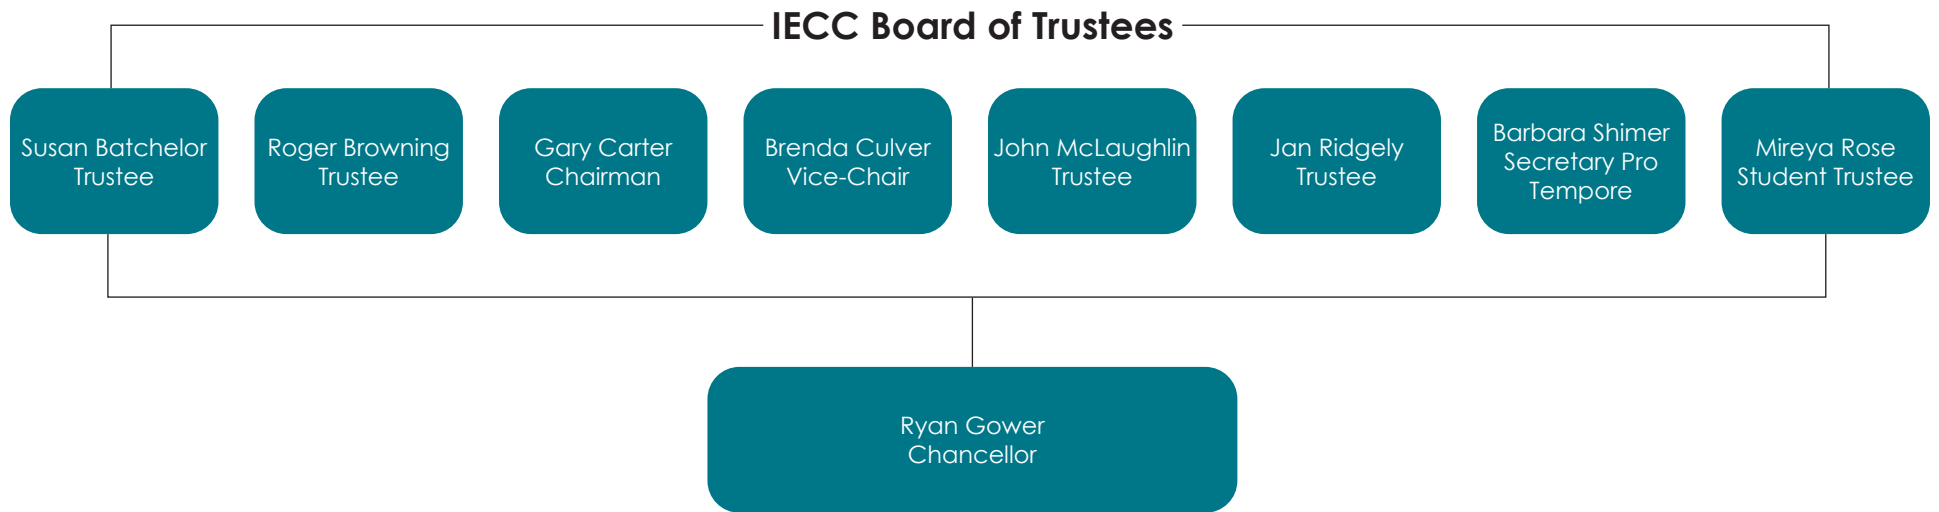 IECC Board of Trustees
Susan Batchelor
Trustee
Roger Browning
Trustee
Gary Carter
Chairman
Brenda Culver
Vice-Chair
John McLaughlin
Trustee
Jan Ridgely
Trustee
Barbara Shimer
Secretary Pro
Tempore
Mireya Rose
Student Trustee
Ryan Gower
Chancellor